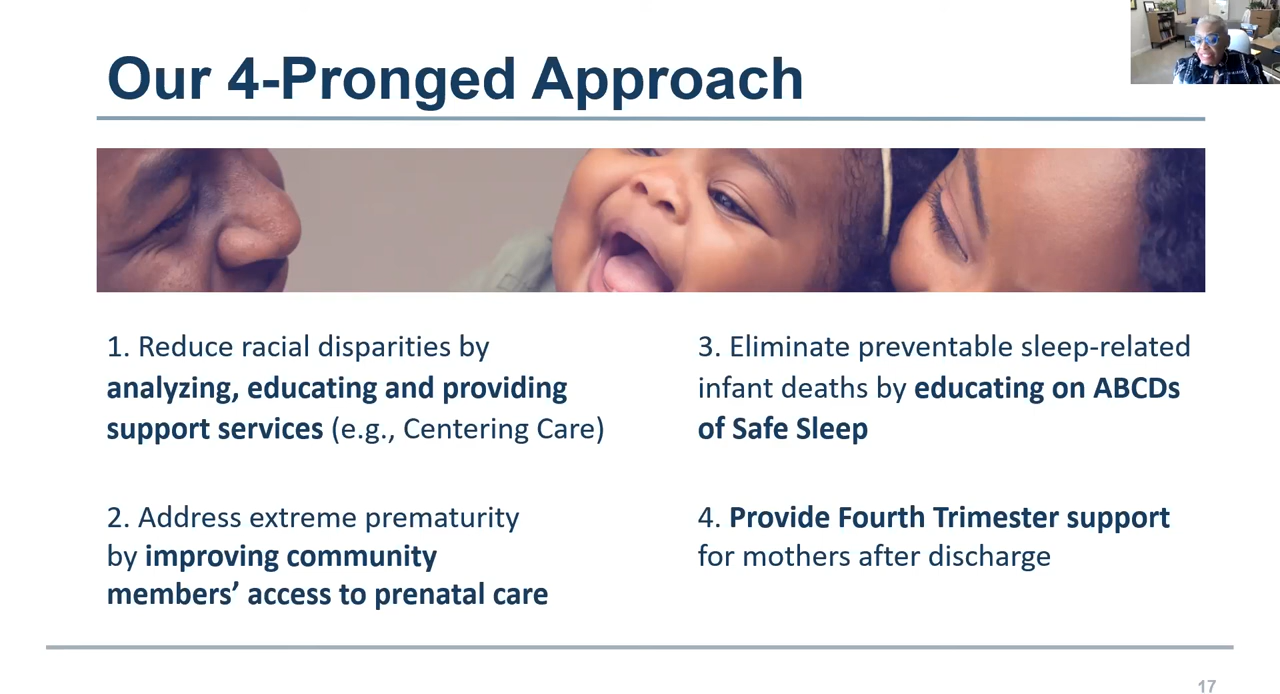 Our 4-Pronged Approach
1. Reduce racial disparities by
analyzing, educating and providing
support services (e.g., Centering Care)
2. Address extreme prematurity
by improving community
members’ access to prenatal care
3. Eliminate preventable sleep-related
infant deaths by educating on ABCDs
of Safe Sleep
4. Provide Fourth Trimester support
for mothers after discharge
17